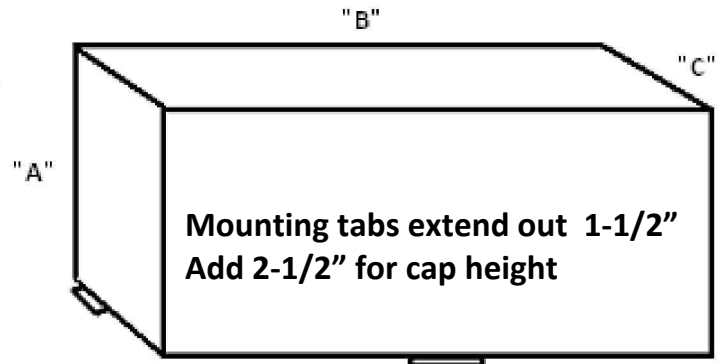 "B"
"C"
"A"
Mounting tabs extend out 1-1/2”
Add 2-1/2” for cap height